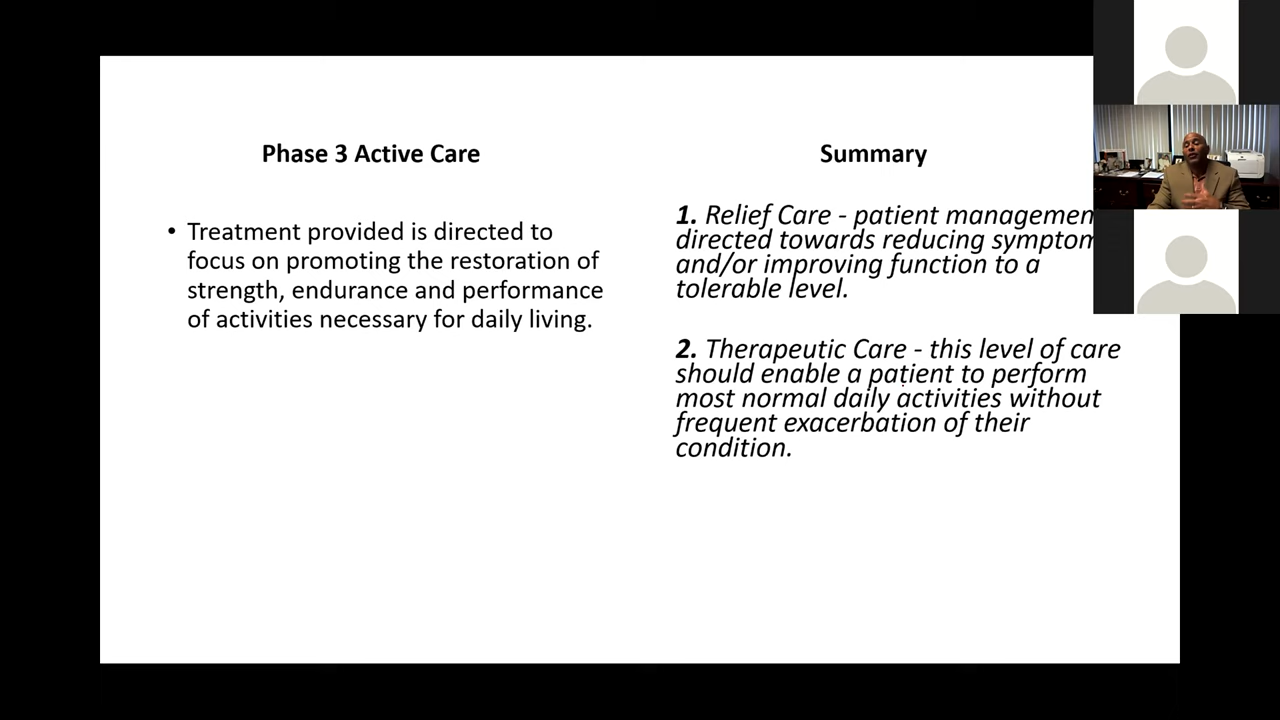 Phase 3 Active Care
• Treatment provided is directed to
focus on promoting the restoration of
strength, endurance and performance
of activities necessary for daily living.
Summary
1. Relief Care - patient
directed towards reducing
and/or improving function to a
tolerable level.
2. Therapeutic Care - this level of care
should enable a patient to perform
most normal daily activities without
frequent exacerbation of their
condition.